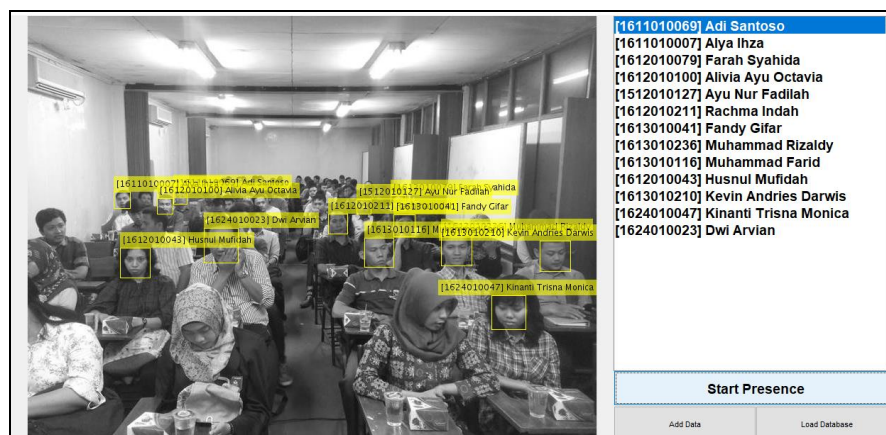 [1611010069] Adi Santoso
[1611010007] Alya Ihza
[1612010079] Farah Syahida
[1612010100] Alivia Ayu Octavia
[1512010127] Ayu Nur Fadilah
[1612010211] Rachma Indah
[1613010041] Fandy Gifar
[1613010236] Muhammad Rizaldy
[1613010116] Muhammad Farid
[1612010043] Husnul Mufidah
[1613010210] Kevin Andries Darwis
[1624010047] Kinanti Trisna Monica
[1624010023] Dwi Arvian
Start Presence
Add Data
Load Database
Adi Santoso
[1612010100] Alivia Ayu Octavia
[1512010127] Ayu Nur Fadilah
[1612010211]
[1613010041] Fandy Gifar
[1624010023] Dwi Arvian
[1613010116]
[1613010210] Kevin Andries Darwis
[1612010043] Husnul Mufidah
[1624010047] Kinanti Trisna Monica